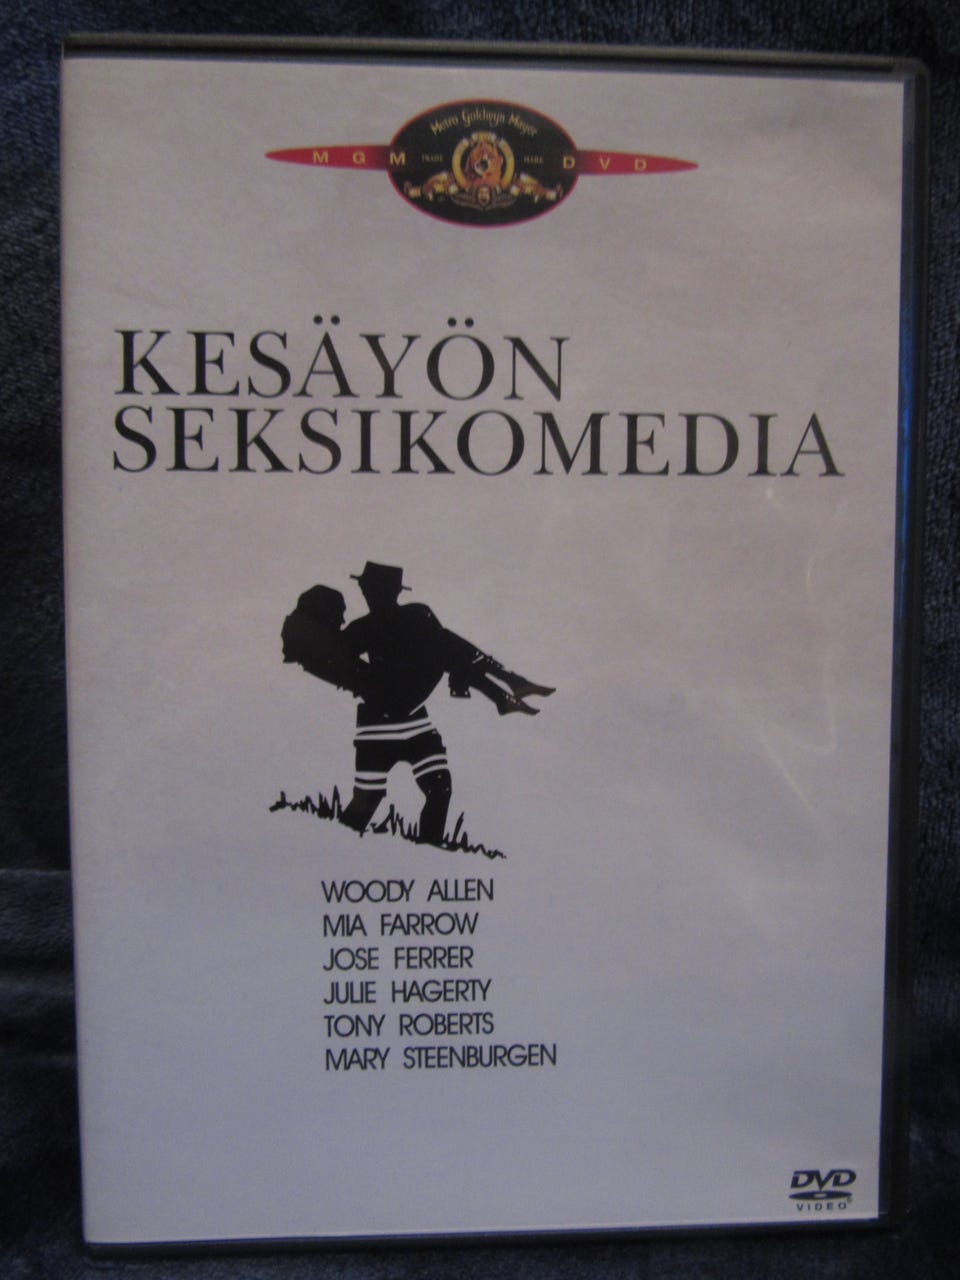 Metro Goldwyn Mayer
MGM TRADE MARK DVD
KESÄYÖN
SEKSIKOMEDIA
WOODY ALLEN
MIA FARROW
JOSE FERRER
JULIE HAGERTY
TONY ROBERTS
MARY STEENBURGEN
DVD
VIDEO